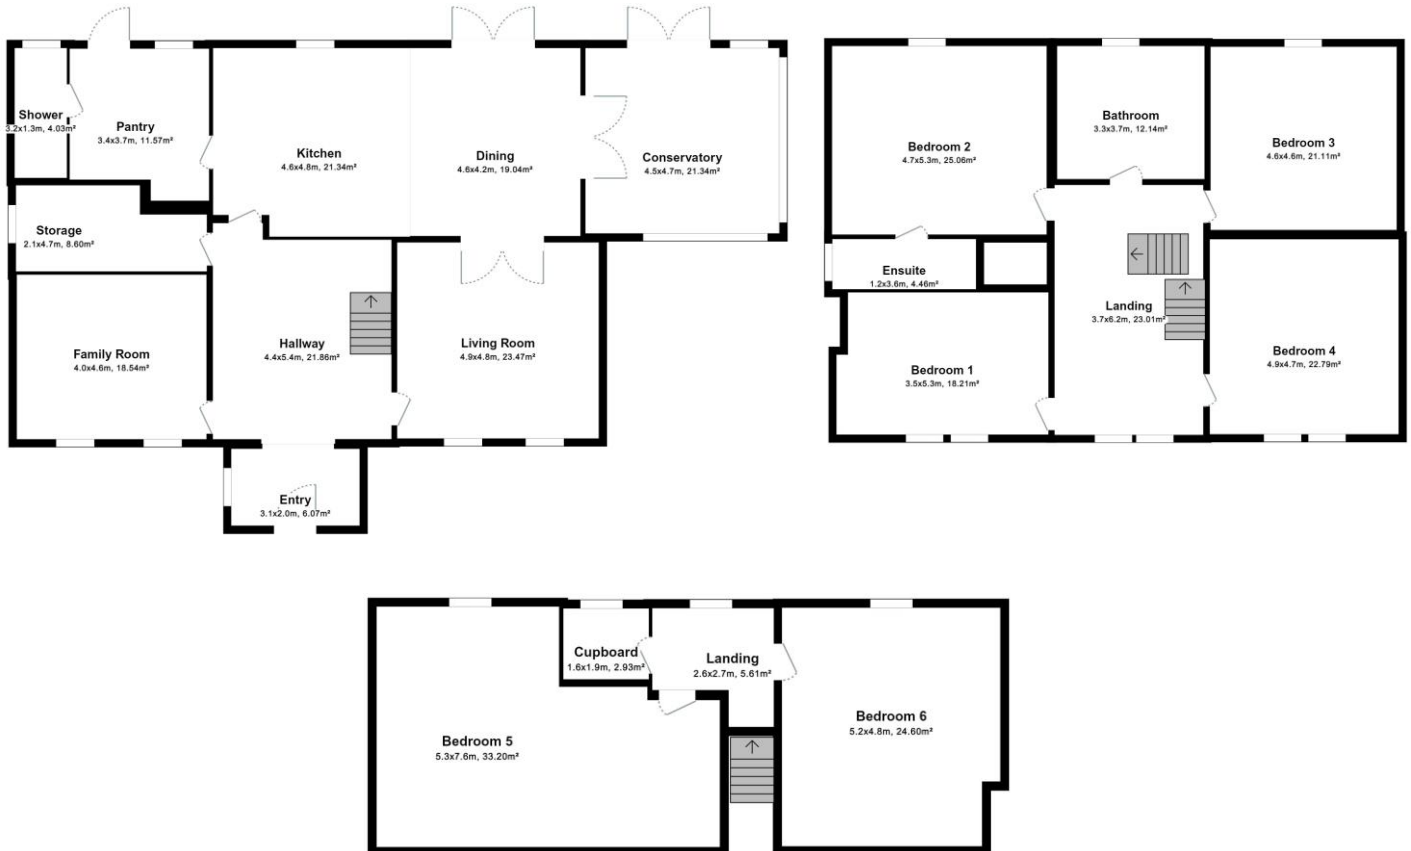 Shower
3.2x1.3m, 4.03m²
Pantry
3.4x3.7m, 11.57m²
Kitchen
4.6x4.8m, 21.34m²
Dining
4.6x4.2m, 19.04m²
Conservatory
4.5x4.7m, 21.34m²
Storage
2.1x4.7m, 8.60m²
Family Room
4.0x4.6m, 18.54m²
Hallway
4.4x5.4m, 21.86m²
Living Room
4.9x4.8m, 23.47m²
Entry
3.1x2.0m, 6.07m²
Bedroom 2
4.7x5.3m, 25.06m²
Bathroom
3.3x3.7m, 12.14m²
Bedroom 3
4.6x4.6m, 21.11m²
Ensuite
1.2x3.6m, 4.46m²
Landing
3.7x6.2m, 23.01m²
Bedroom 1
3.5x5.3m, 18.21m²
Bedroom 4
4.9x4.7m, 22.79m²
Cupboard
1.6x1.9m, 2.93m²
Landing
2.6x2.7m, 5.61m²
Bedroom 5
5.3x7.6m, 33.20m²
Bedroom 6
5.2x4.8m, 24.60m²